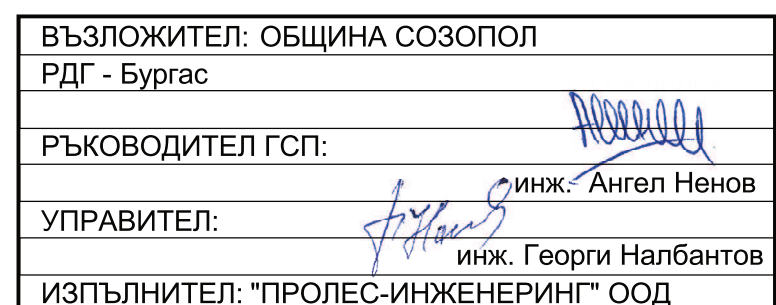 ВЪЗЛОЖИТЕЛ: ОБЩИНА СОЗОПОЛ
РДГ - Бургас
РЪКОВОДИТЕЛ ГСП:
инж. Ангел Ненов
УПРАВИТЕЛ:
инж. Георги Налбантов
ИЗПЪЛНИТЕЛ: "ПРОЛЕС-ИНЖЕНЕРИНГ" ООД